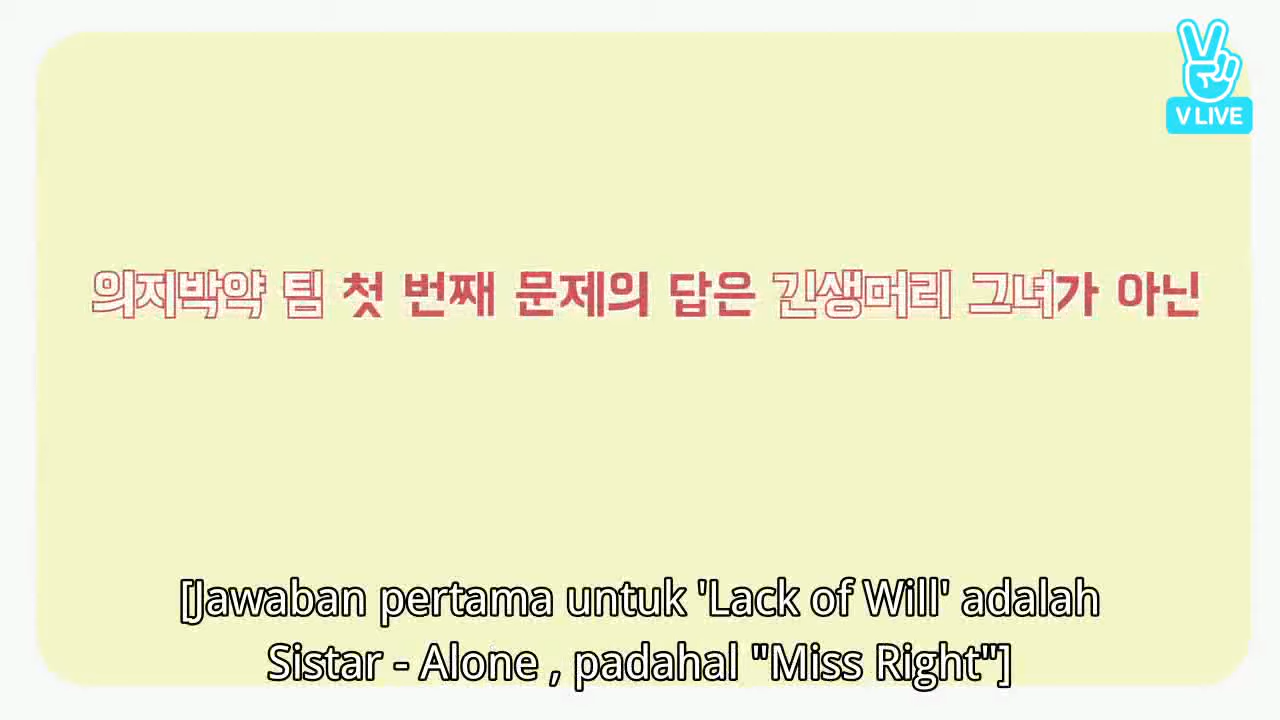 V LIVE
의지박약 팀 첫 번째 문제의 답은 긴생머리 그녀가 아닌
[Jawaban pertama untuk 'Lack of Will' adalah
Sistar - Alone , padahal "Miss Right"]